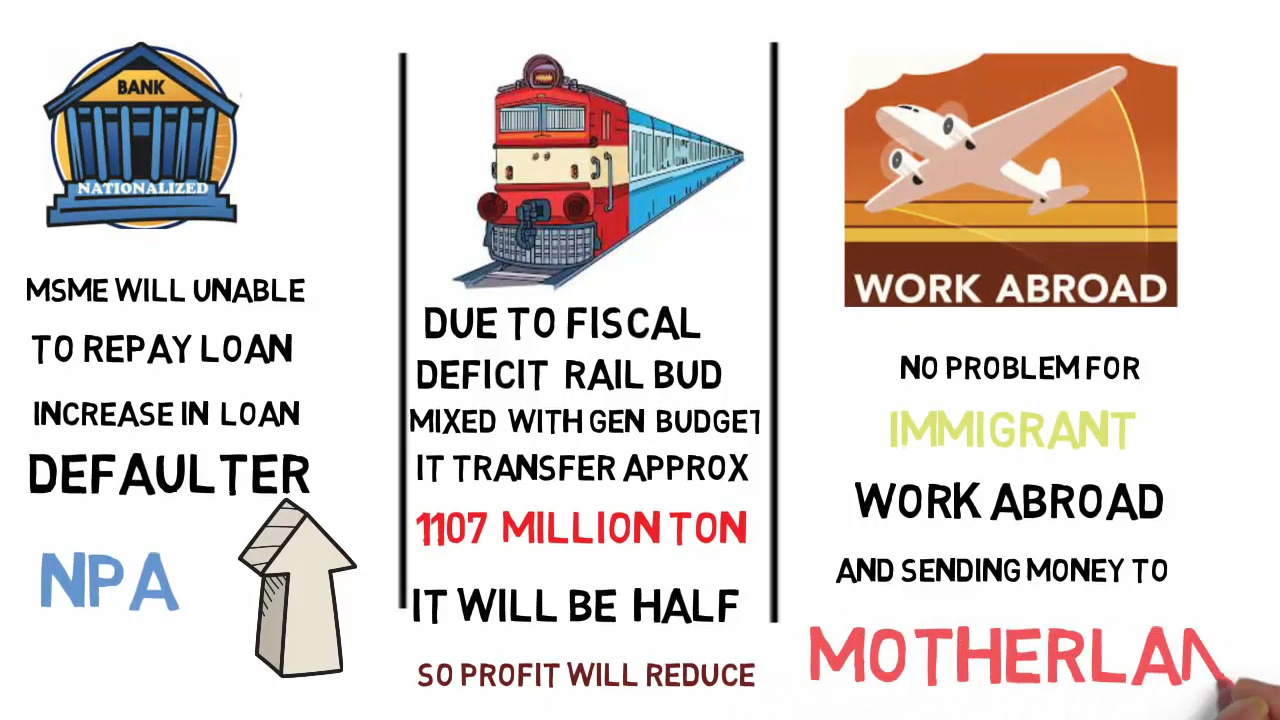 BANK
NATIONALIZED
MSME WILL UNABLE
TO REPAY LOAN
INCREASE IN LOAN
DEFAULTER
NPA
DUE TO FISCAL
DEFICIT RAIL BUD
MIXED WITH GEN BUDGET
IT TRANSFER APPROX
1107 MILLION TON
IT WILL BE HALF
SO PROFIT WILL REDUCE
WORK ABROAD
NO PROBLEM FOR
IMMIGRANT
WORK ABROAD
AND SENDING MONEY TO
MOTHERLAN